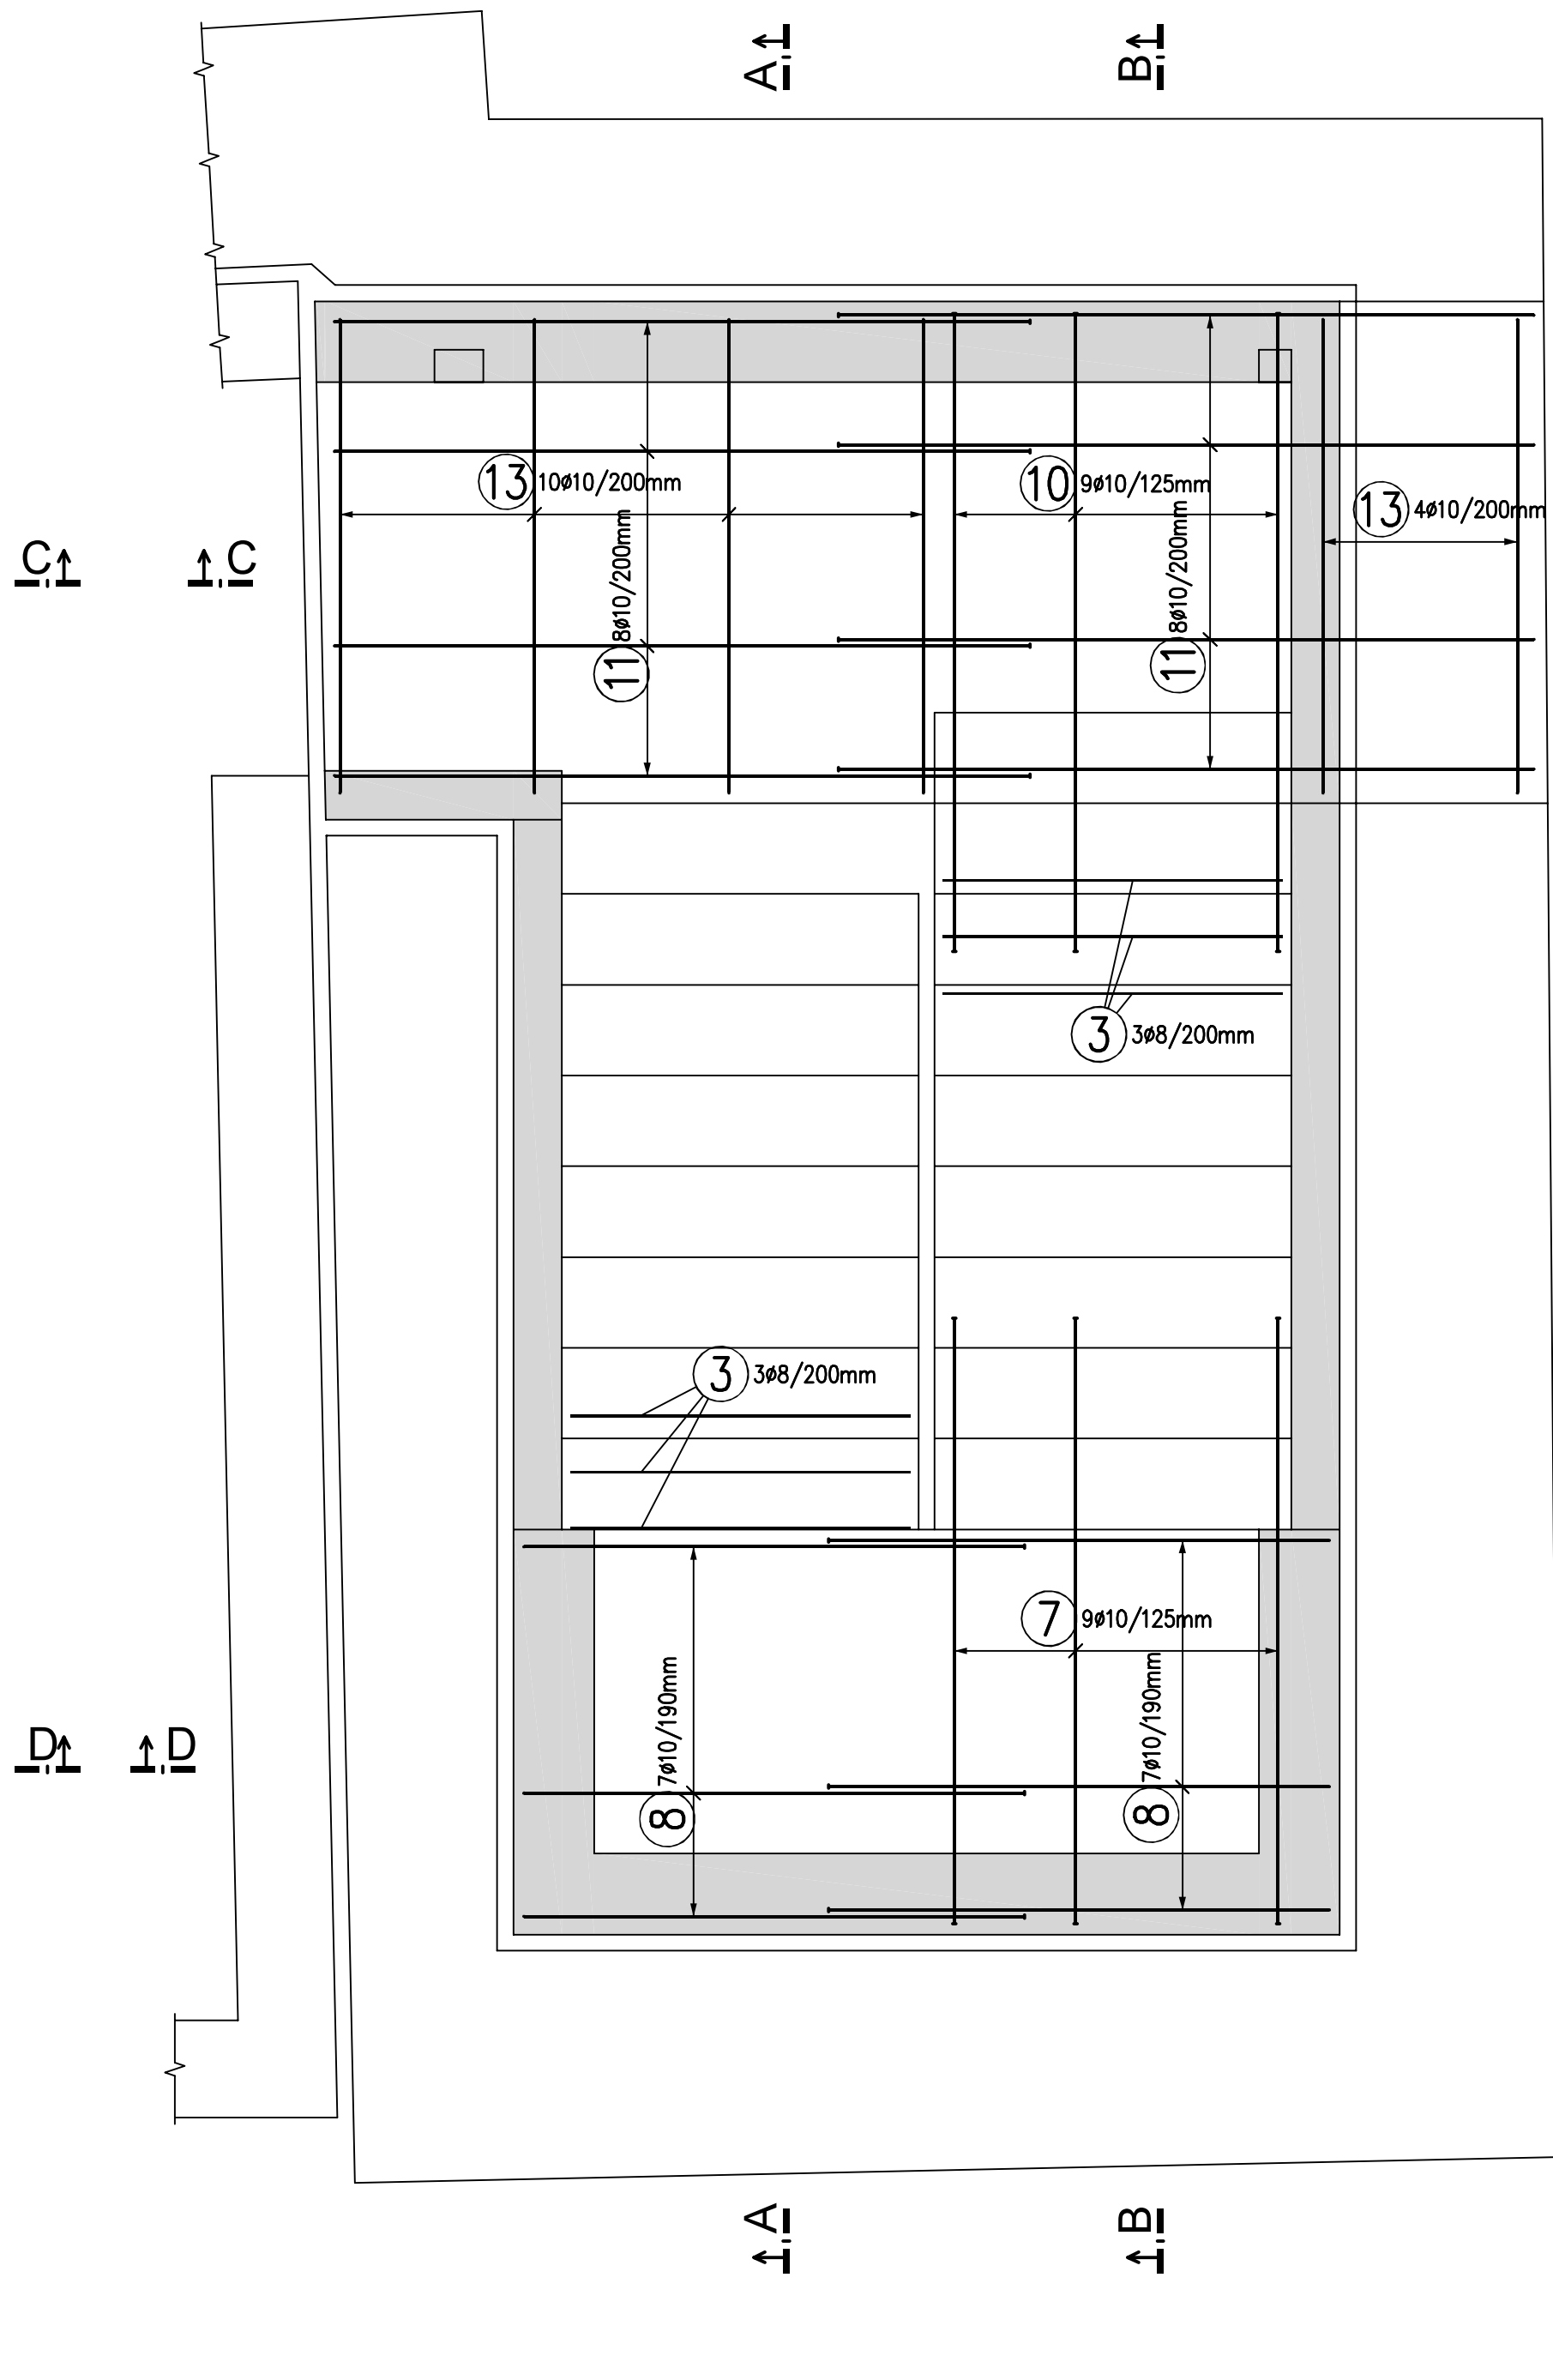 A
B
13 10ø10/200mm
10 9ø10/125mm
13 4ø10/200mm
11 8ø10/200mm
11 8ø10/200mm
C
C
3 3ø8/200mm
3 3ø8/200mm
7 9ø10/125mm
8 7ø10/190mm
8 7ø10/190mm
D
D
A
B